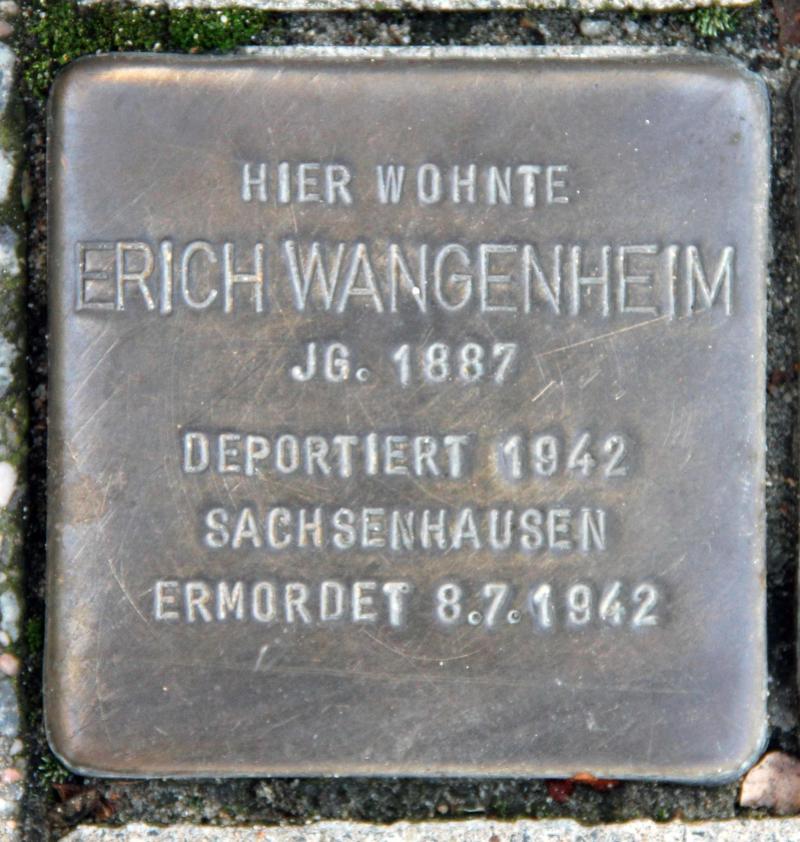 HIER WOHNTE
ERICH WANGENHEIM
JG. 1887
DEPORTIERT 1942
SACHSENHAUSEN
ERMORDET 8.7.1942